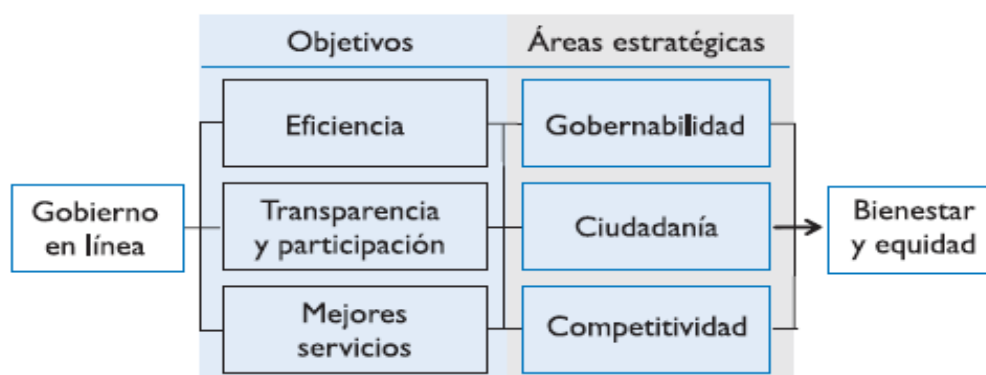 Objetivos
Áreas estratégicas
Eficiencia
Gobernabilidad
Gobierno
en línea
Transparencia
y participación
Ciudadanía
Bienestar
y equidad
Mejores
servicios
Competitividad